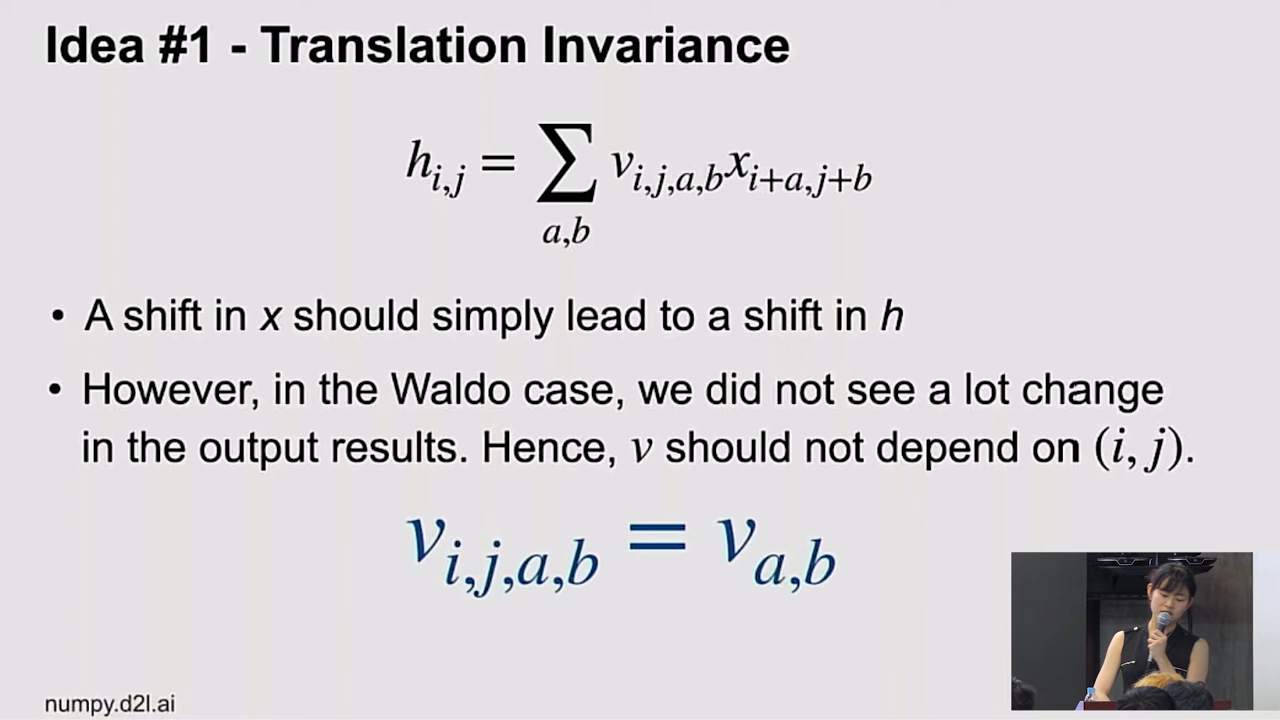 Idea #1 - Translation Invariance
h_{i,j} = \sum_{a,b} v_{i,j,a,b} x_{i+a,j+b}
• A shift in x should simply lead to a shift in h
• However, in the Waldo case, we did not see a lot change
in the output results. Hence, v should not depend on (i, j).
v_{i,j,a,b} = v_{a,b}
numpy.d2l.ai